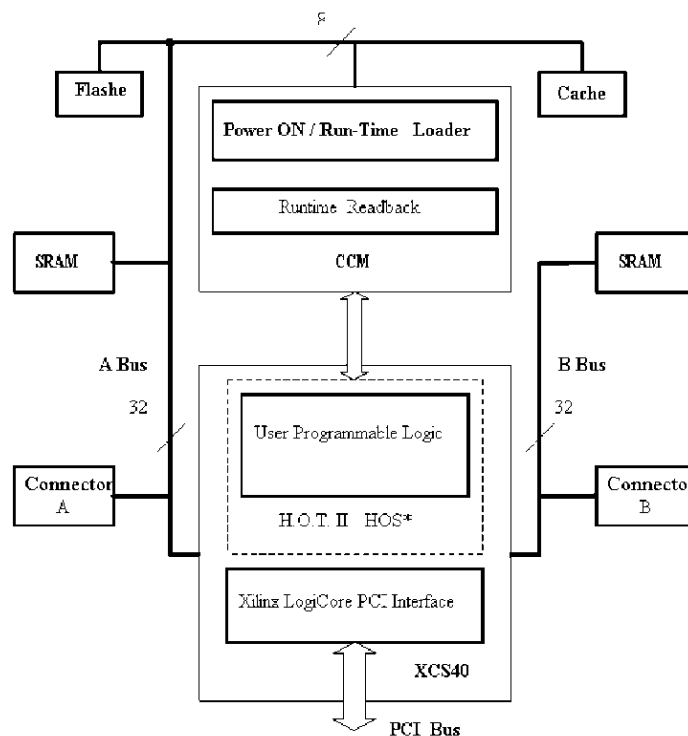 8
Flashe
Cache
Power ON / Run-Time Loader
Runtime Readback
CCM
SRAM
SRAM
A Bus
B Bus
32
32
User Programmable Logic
Connector
A
Connecto
B
H.O.T. II HOS*
Xilinx LogiCore PCI Interface
XCS40
PCI Bus